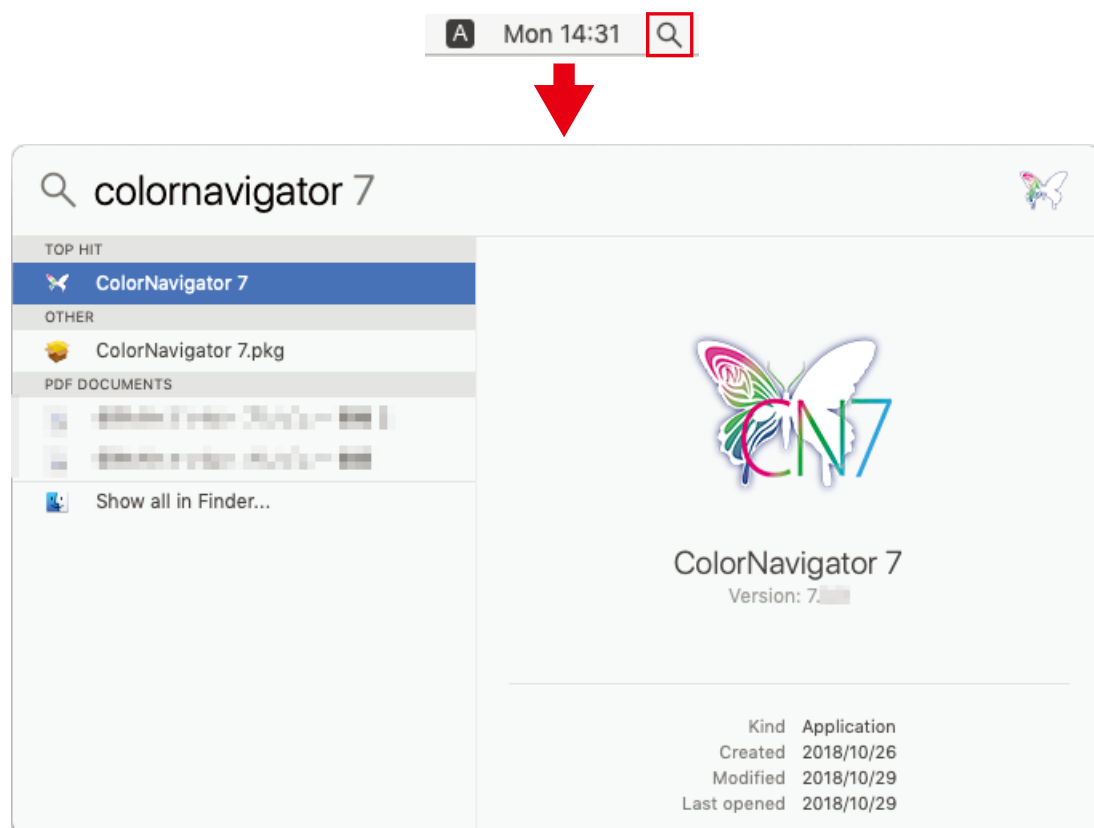 A Mon 14:31
colornavigator 7
TOP HIT
ColorNavigator 7
OTHER
ColorNavigator 7.pkg
PDF DOCUMENTS
Show all in Finder...
CN7
ColorNavigator 7
Version: 7.
Kind Application
Created 2018/10/26
Modified 2018/10/29
Last opened 2018/10/29